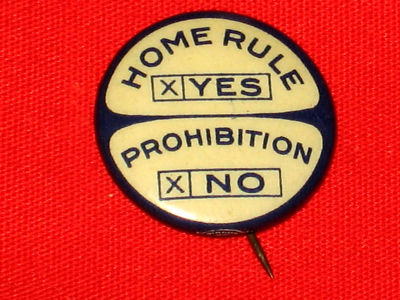 HOME RULE
X YES
PROHIBITION
X NO